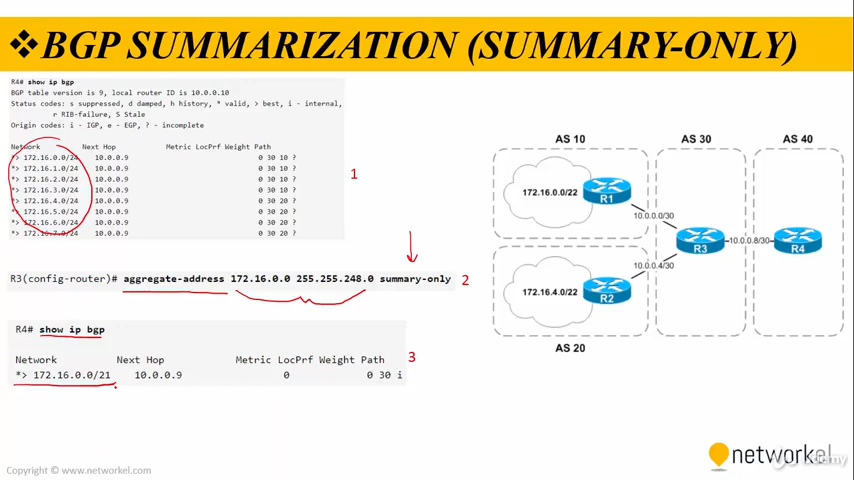 ❖BGP SUMMARIZATION (SUMMARY-ONLY)
R4# show ip bgp
BGP table version is 9, local router ID is 10.0.0.10
Status codes: s suppressed, d damped, h history, * valid, > best, i - internal,
r RIB-failure, S Stale
Origin codes: i - IGP, e - EGP, ? - incomplete
Network Next Hop Metric LocPrf Weight Path
*> 172.16.0.0/24 10.0.0.9 0 30 10 ?
*> 172.16.1.0/24 10.0.0.9 0 30 10 ?
*> 172.16.2.0/24 10.0.0.9 0 30 10 ?
*> 172.16.3.0/24 10.0.0.9 0 30 10 ?
*> 172.16.4.0/24 10.0.0.9 0 30 20 ?
*> 172.16.5.0/24 10.0.0.9 0 30 20 ?
*> 172.16.6.0/24 10.0.0.9 0 30 20 ?
*> 172.16.7.0/24 10.0.0.9 0 30 20 ?
1
R3(config-router)# aggregate-address 172.16.0.0 255.255.248.0 summary-only
2
R4# show ip bgp
Network Next Hop Metric LocPrf Weight Path
*> 172.16.0.0/21 10.0.0.9 0 0 30 i
3
AS 10
AS 30
AS 40
172.16.0.0/22
R1
10.0.0.0/30
R3
10.0.0.8/30
R4
10.0.0.4/30
172.16.4.0/22
R2
AS 20
Copyright © www.networkel.com
networkel
Udemy